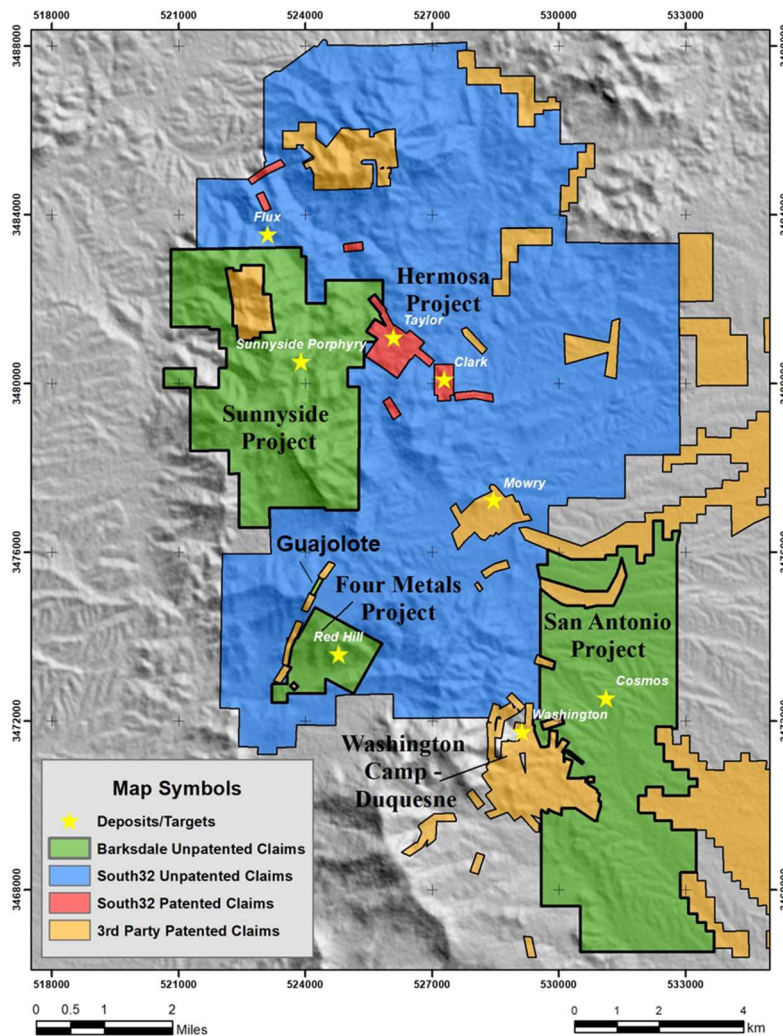 518000 521000 524000 527000 530000 533000
3488000
3484000
3480000
3476000
3472000
3468000
Flux
Hermosa
Project
Taylor
Sunnyside Porphyry
Clark
Sunnyside
Project
Mowry
Guajolote
Four Metals
Project
Red Hill
San Antonio
Project
Cosmos
Washington
Washington
Camp -
Duquesne
Map Symbols
Deposits/Targets
Barksdale Unpatented Claims
South32 Unpatented Claims
South32 Patented Claims
3rd Party Patented Claims
518000 521000 524000 527000 530000 533000
0 0.5 1 2
Miles
0 1 2 4
km